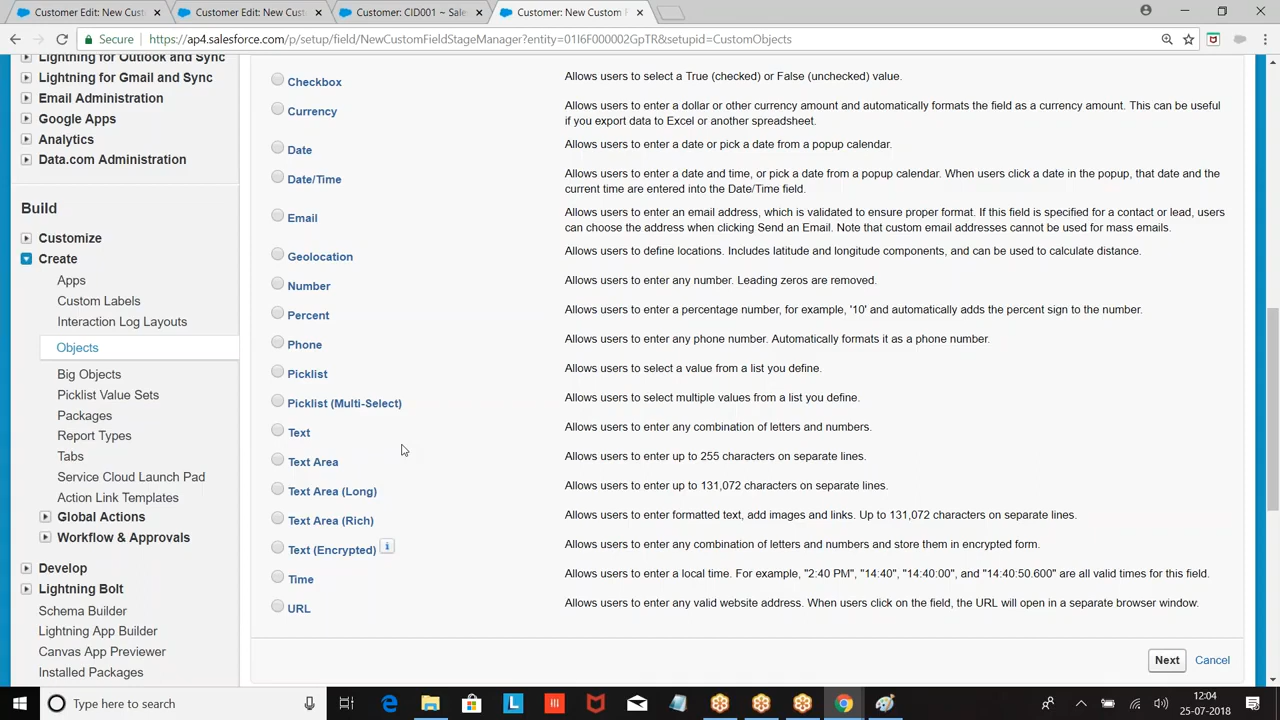 Customer Edit: New Cust
Customer Edit: New Cust
Customer: CID001 ~ Sale
Customer: New Custom F
Secure
https://ap4.salesforce.com/p/setup/field/NewCustomFieldStageManager?entity=01I6F000002GpTR&setupid=CustomObjects
Lightning for Outlook and Sync
Lightning for Gmail and Sync
Email Administration
Google Apps
Analytics
Data.com Administration
Build
Customize
Create
Apps
Custom Labels
Interaction Log Layouts
Objects
Big Objects
Picklist Value Sets
Packages
Report Types
Tabs
Service Cloud Launch Pad
Action Link Templates
Global Actions
Workflow & Approvals
Develop
Lightning Bolt
Schema Builder
Lightning App Builder
Canvas App Previewer
Installed Packages
Checkbox
Allows users to select a True (checked) or False (unchecked) value.
Currency
Allows users to enter a dollar or other currency amount and automatically formats the field as a currency amount. This can be useful
if you export data to Excel or another spreadsheet.
Date
Allows users to enter a date or pick a date from a popup calendar.
Date/Time
Allows users to enter a date and time, or pick a date from a popup calendar. When users click a date in the popup, that date and the
current time are entered into the Date/Time field.
Email
Allows users to enter an email address, which is validated to ensure proper format. If this field is specified for a contact or lead, users
can choose the address when clicking Send an Email. Note that custom email addresses cannot be used for mass emails.
Geolocation
Allows users to define locations. Includes latitude and longitude components, and can be used to calculate distance.
Number
Allows users to enter any number. Leading zeros are removed.
Percent
Allows users to enter a percentage number, for example, '10' and automatically adds the percent sign to the number.
Phone
Allows users to enter any phone number. Automatically formats it as a phone number.
Picklist
Allows users to select a value from a list you define.
Picklist (Multi-Select)
Allows users to select multiple values from a list you define.
Text
Allows users to enter any combination of letters and numbers.
Text Area
Allows users to enter up to 255 characters on separate lines.
Text Area (Long)
Allows users to enter up to 131,072 characters on separate lines.
Text Area (Rich)
Allows users to enter formatted text, add images and links. Up to 131,072 characters on separate lines.
Text (Encrypted) i
Allows users to enter any combination of letters and numbers and store them in encrypted form.
Time
Allows users to enter a local time. For example, "2:40 PM", "14:40", "14:40:00", and "14:40:50.600" are all valid times for this field.
URL
Allows users to enter any valid website address. When users click on the field, the URL will open in a separate browser window.
Next
Cancel
Type here to search
12:04
25-07-2018